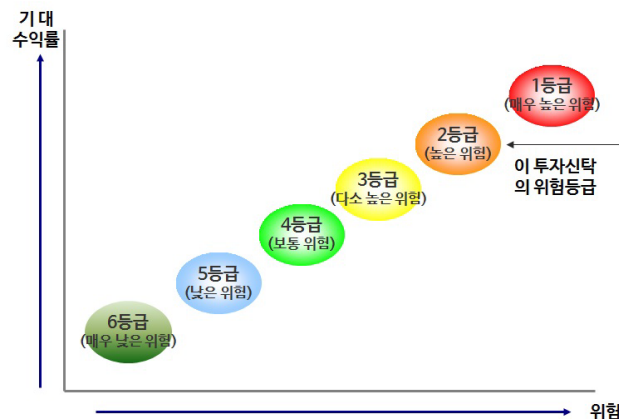 기 대
수익률
1등급
(매우 높은 위험)
2등급
(높은 위험)
이 투자신탁
의 위험등급
3등급
(다소 높은 위험)
4등급
(보통 위험)
5등급
(낮은 위험)
6등급
(매우 낮은 위험)
위험